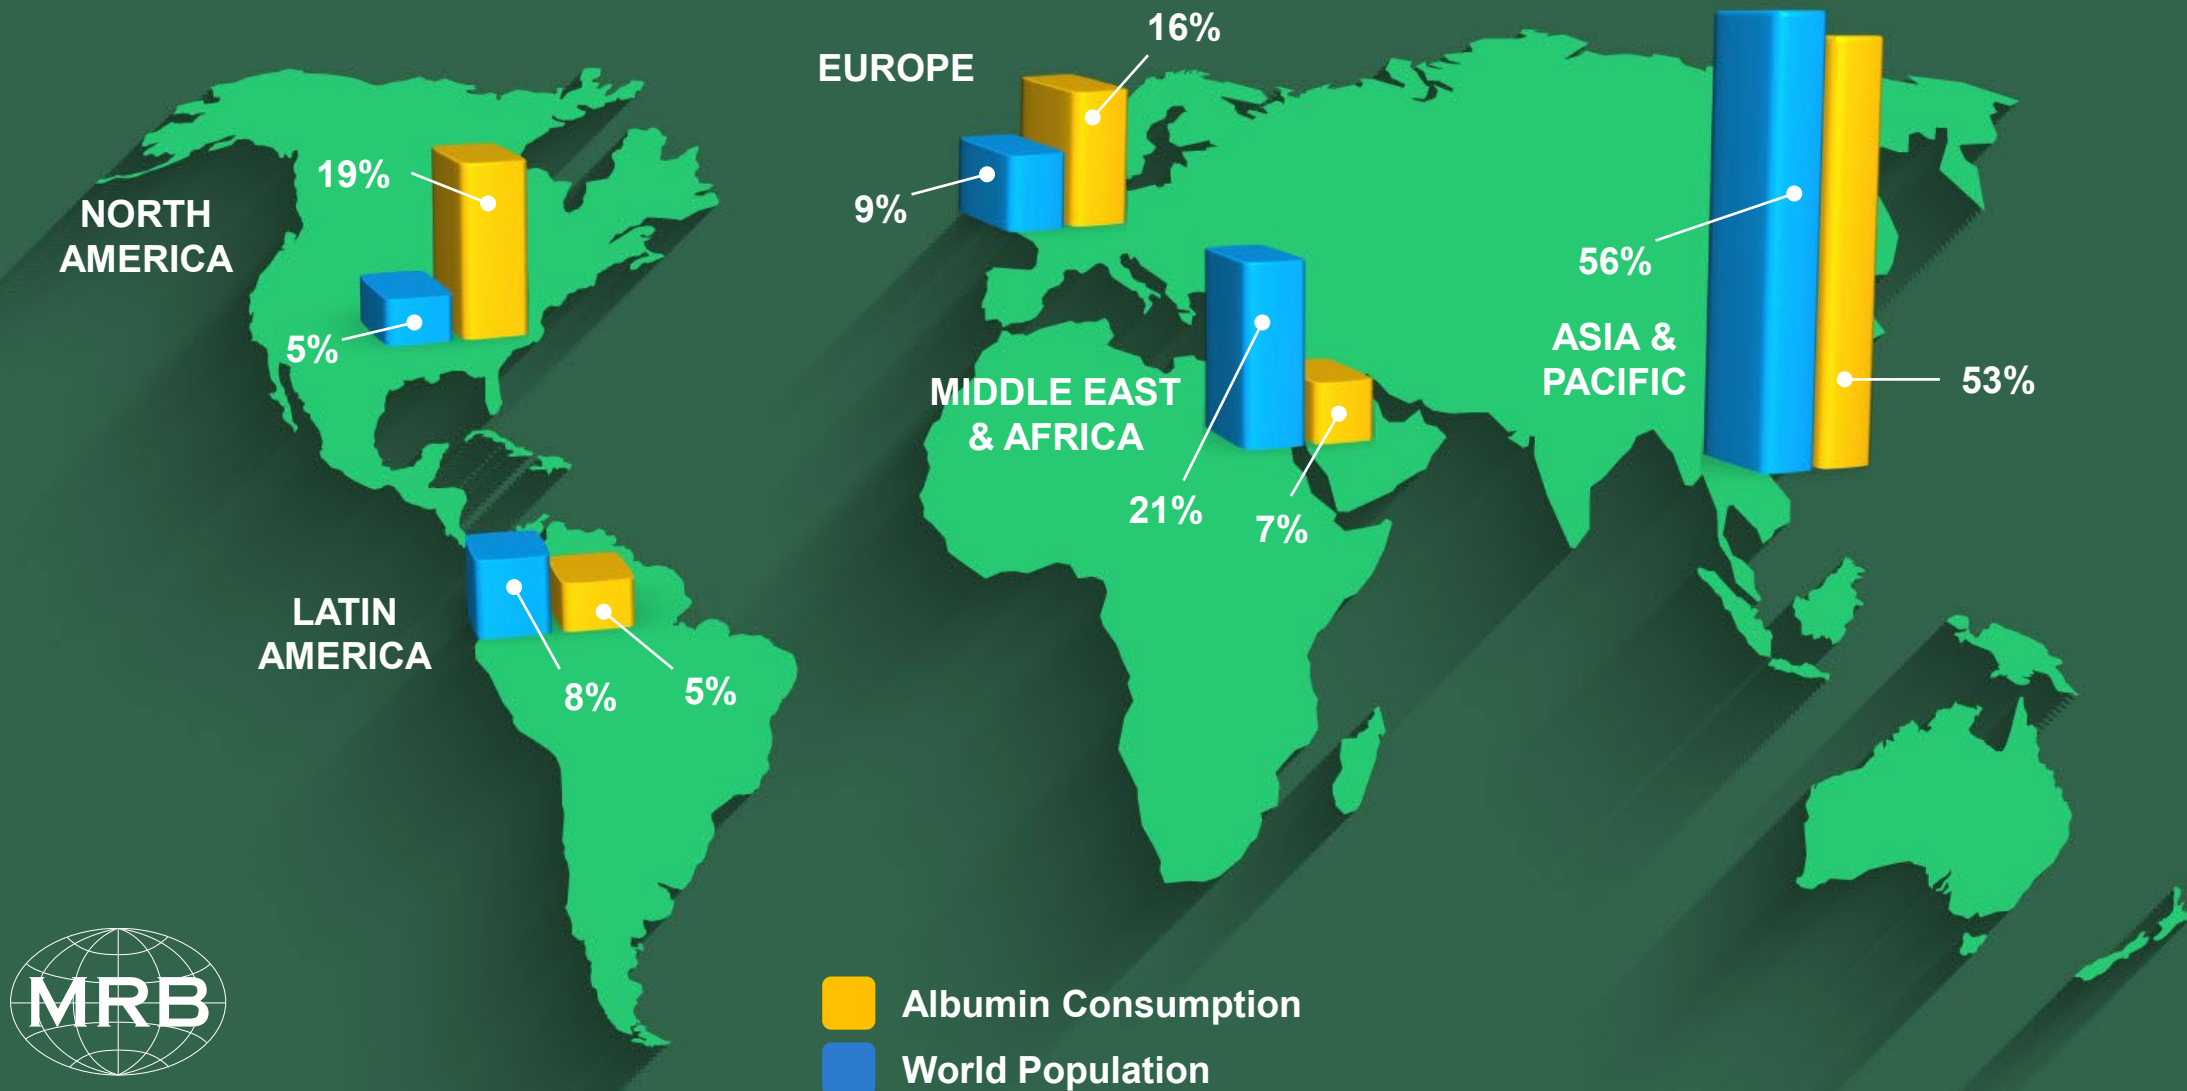 16%
EUROPE
19%
9%
NORTH
AMERICA
5%
56%
ASIA &
PACIFIC
53%
MIDDLE EAST
& AFRICA
21%
7%
LATIN
AMERICA
8%
5%
MRB
Albumin Consumption
World Population